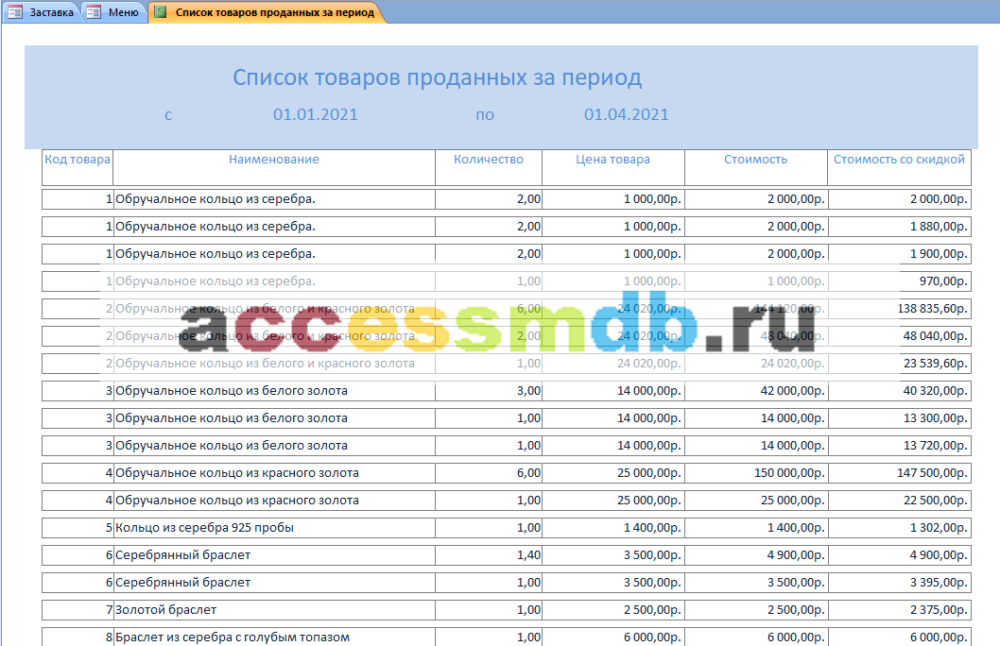 Заставка Меню Список товаров проданных за период
Список товаров проданных за период
с 01.01.2021 по 01.04.2021
Код товара Наименование Количество Цена товара Стоимость Стоимость со скидкой
1 Обручальное кольцо из серебра. 2,00 1 000,00р. 2 000,00р. 2 000,00р.
1 Обручальное кольцо из серебра. 2,00 1 000,00р. 2 000,00р. 1 880,00р.
1 Обручальное кольцо из серебра. 2,00 1 000,00р. 2 000,00р. 1 900,00р.
1 Обручальное кольцо из серебра. 1,00 1 000,00р. 1 000,00р. 970,00р.
2 Обручальное кольцо из белого и красного золота 6,00 24 020,00р. 144 120,00р. 138 835,60р.
accessmdb.ru
2 Обручальное кольцо из белого и красного золота 2,00 24 020,00р. 48 040,00р. 48 040,00р.
2 Обручальное кольцо из белого и красного золота 1,00 24 020,00р. 24 020,00р. 23 539,60р.
3 Обручальное кольцо из белого золота 3,00 14 000,00р. 42 000,00р. 40 320,00р.
3 Обручальное кольцо из белого золота 1,00 14 000,00р. 14 000,00р. 13 300,00р.
3 Обручальное кольцо из белого золота 1,00 14 000,00р. 14 000,00р. 13 720,00р.
4 Обручальное кольцо из красного золота 6,00 25 000,00р. 150 000,00р. 147 500,00р.
4 Обручальное кольцо из красного золота 1,00 25 000,00р. 25 000,00р. 22 500,00р.
5 Кольцо из серебра 925 пробы 1,00 1 400,00р. 1 400,00р. 1 302,00р.
6 Серебрянный браслет 1,40 3 500,00р. 4 900,00р. 4 900,00р.
6 Серебрянный браслет 1,00 3 500,00р. 3 500,00р. 3 395,00р.
7 Золотой браслет 1,00 2 500,00р. 2 500,00р. 2 375,00р.
8 Браслет из серебра с голубым топазом 1,00 6 000,00р. 6 000,00р. 6 000,00р.